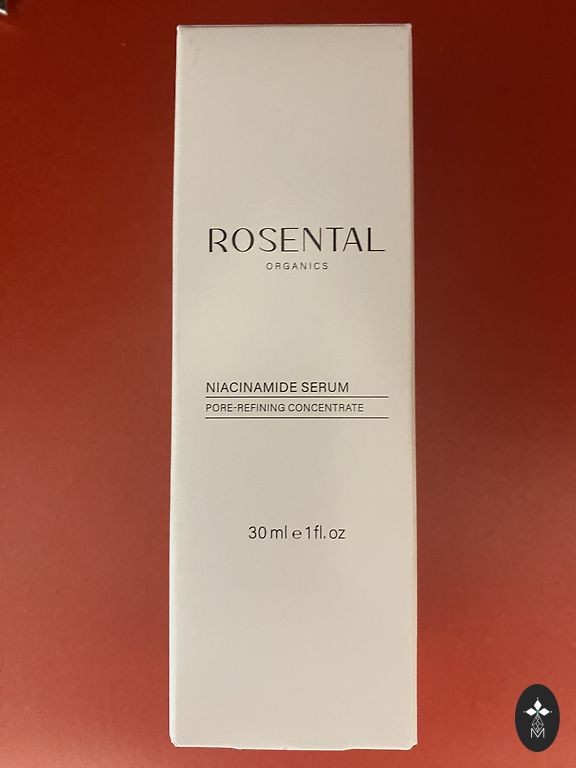 ROSENTAL
ORGANICS
NIACINAMIDE SERUM
PORE-REFINING CONCENTRATE
30 ml ℮ 1 fl. oz
M